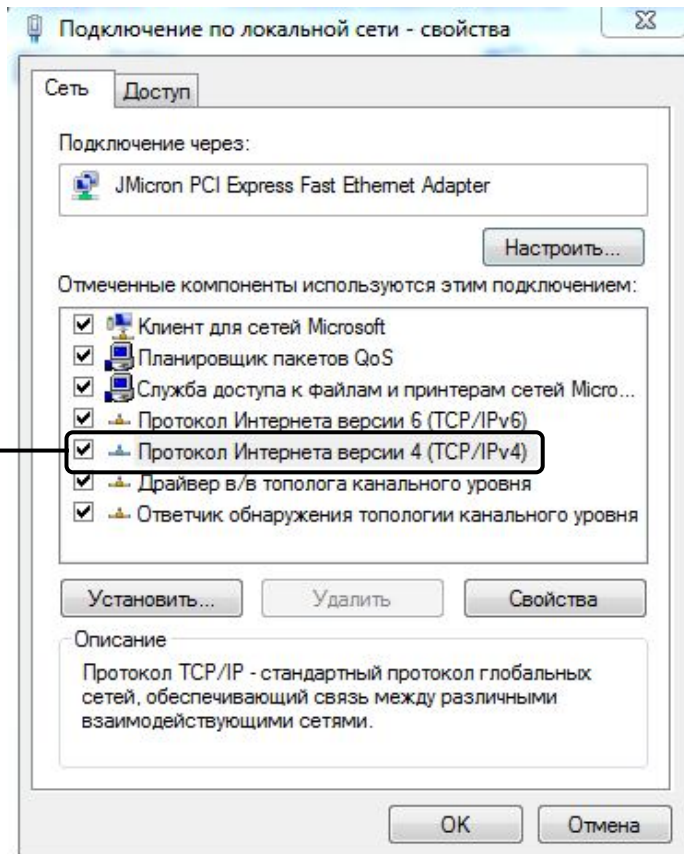 Подключение по локальной сети - свойства
Сеть
Доступ
Подключение через:
JMicron PCI Express Fast Ethernet Adapter
Настроить...
Отмеченные компоненты используются этим подключением:
Клиент для сетей Microsoft
Планировщик пакетов QoS
Служба доступа к файлам и принтерам сетей Micro...
Протокол Интернета версии 6 (TCP/IPv6)
Протокол Интернета версии 4 (TCP/IPv4)
Драйвер в/в тополога канального уровня
Ответчик обнаружения топологии канального уровня
Установить...
Удалить
Свойства
Описание
Протокол TCP/IP - стандартный протокол глобальных
сетей, обеспечивающий связь между различными
взаимодействующими сетями.
OK
Отмена